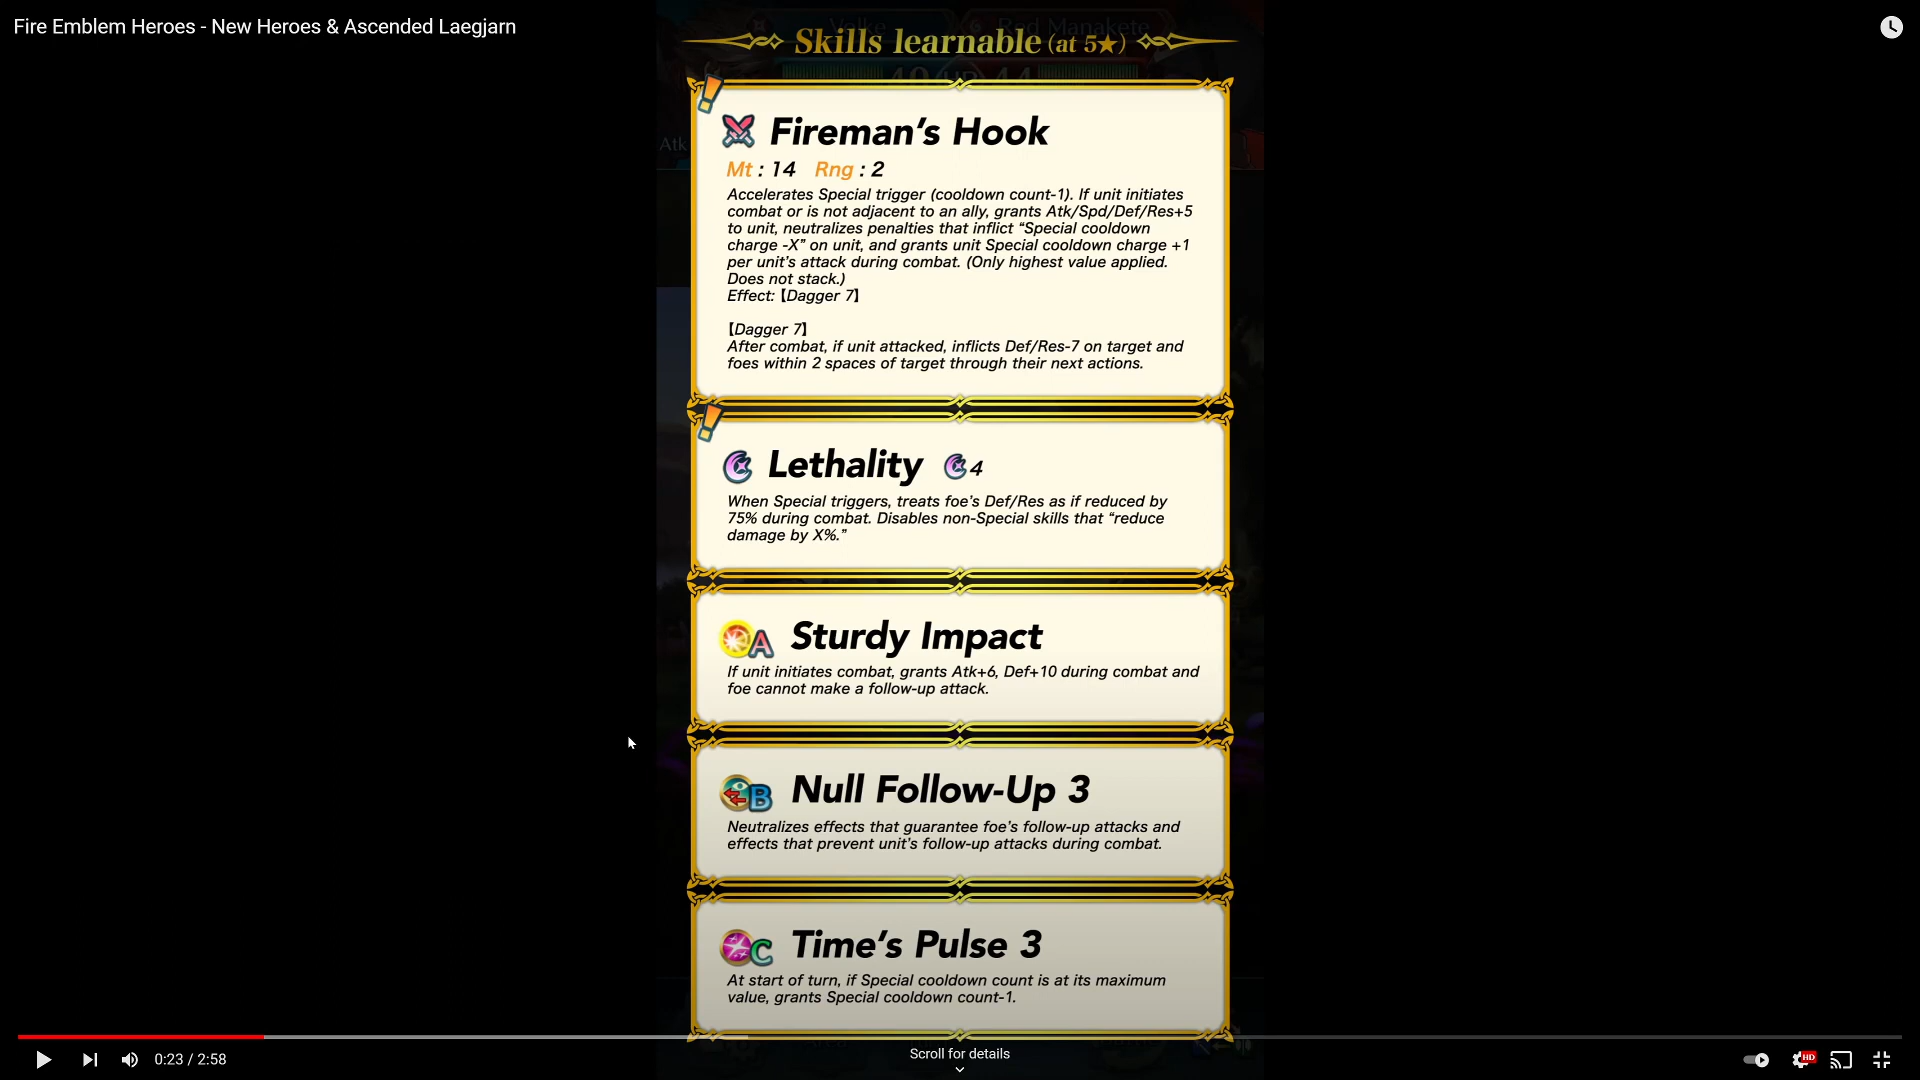 Fire Emblem Heroes - New Heroes & Ascended Laegjarn
Volke
Red Manakete
Skills learnable (at 5★)
Atk
Fireman's Hook
Mt : 14 Rng : 2
Accelerates Special trigger (cooldown count-1). If unit initiates
combat or is not adjacent to an ally, grants Atk/Spd/Def/Res+5
to unit, neutralizes penalties that inflict “Special cooldown
charge -X” on unit, and grants unit Special cooldown charge +1
per unit's attack during combat. (Only highest value applied.
Does not stack.)
Effect:【Dagger 7】
【Dagger 7】
After combat, if unit attacked, inflicts Def/Res-7 on target and
foes within 2 spaces of target through their next actions.
Lethality 4
When Special triggers, treats foe's Def/Res as if reduced by
75% during combat. Disables non-Special skills that “reduce
damage by X%.”
A Sturdy Impact
If unit initiates combat, grants Atk+6, Def+10 during combat and
foe cannot make a follow-up attack.
B Null Follow-Up 3
Neutralizes effects that guarantee foe's follow-up attacks and
effects that prevent unit's follow-up attacks during combat.
C Time's Pulse 3
At start of turn, if Special cooldown count is at its maximum
value, grants Special cooldown count-1.
0:23 / 2:58
Scroll for details
HD